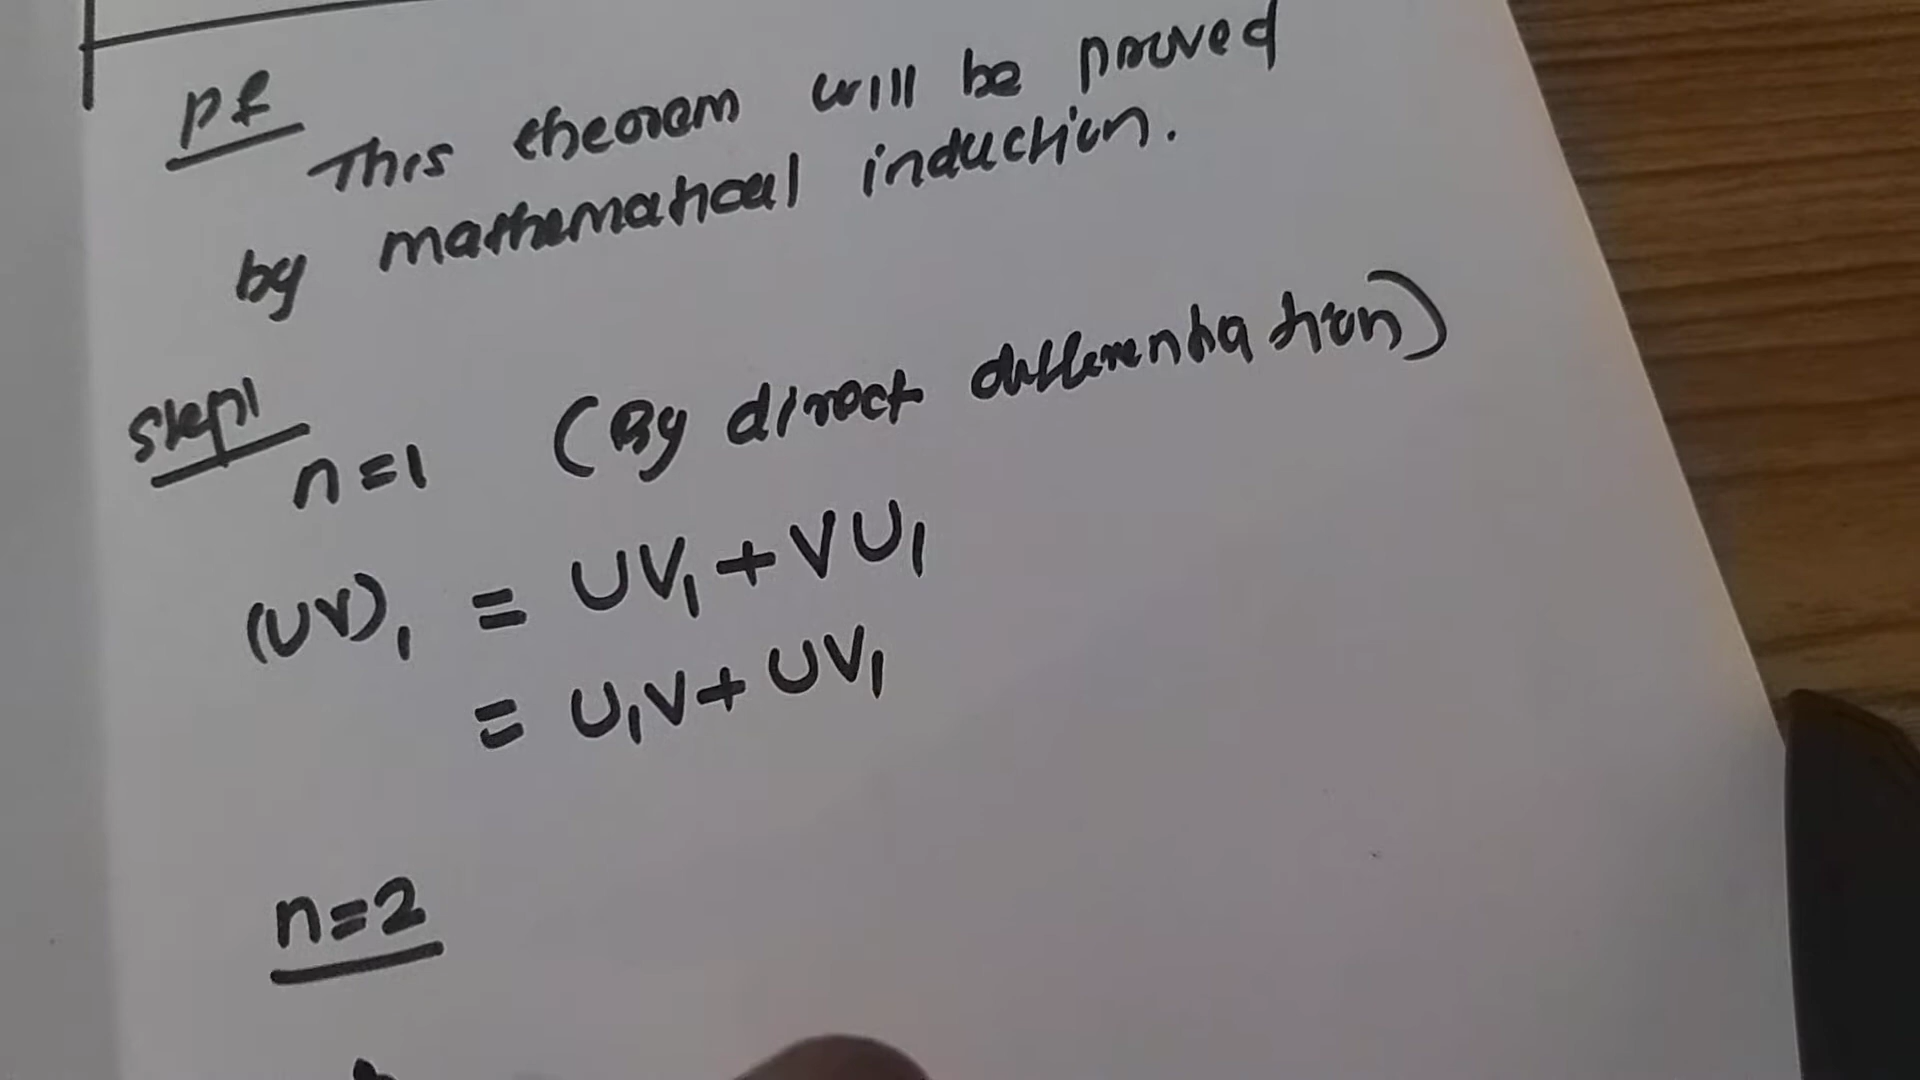 Pf
This theorem will be proved
by mathematical induction.
Step1
n=1 (By direct differentiation)
(UV)₁ = UV₁ + VU₁
= U₁V + UV₁
n=2